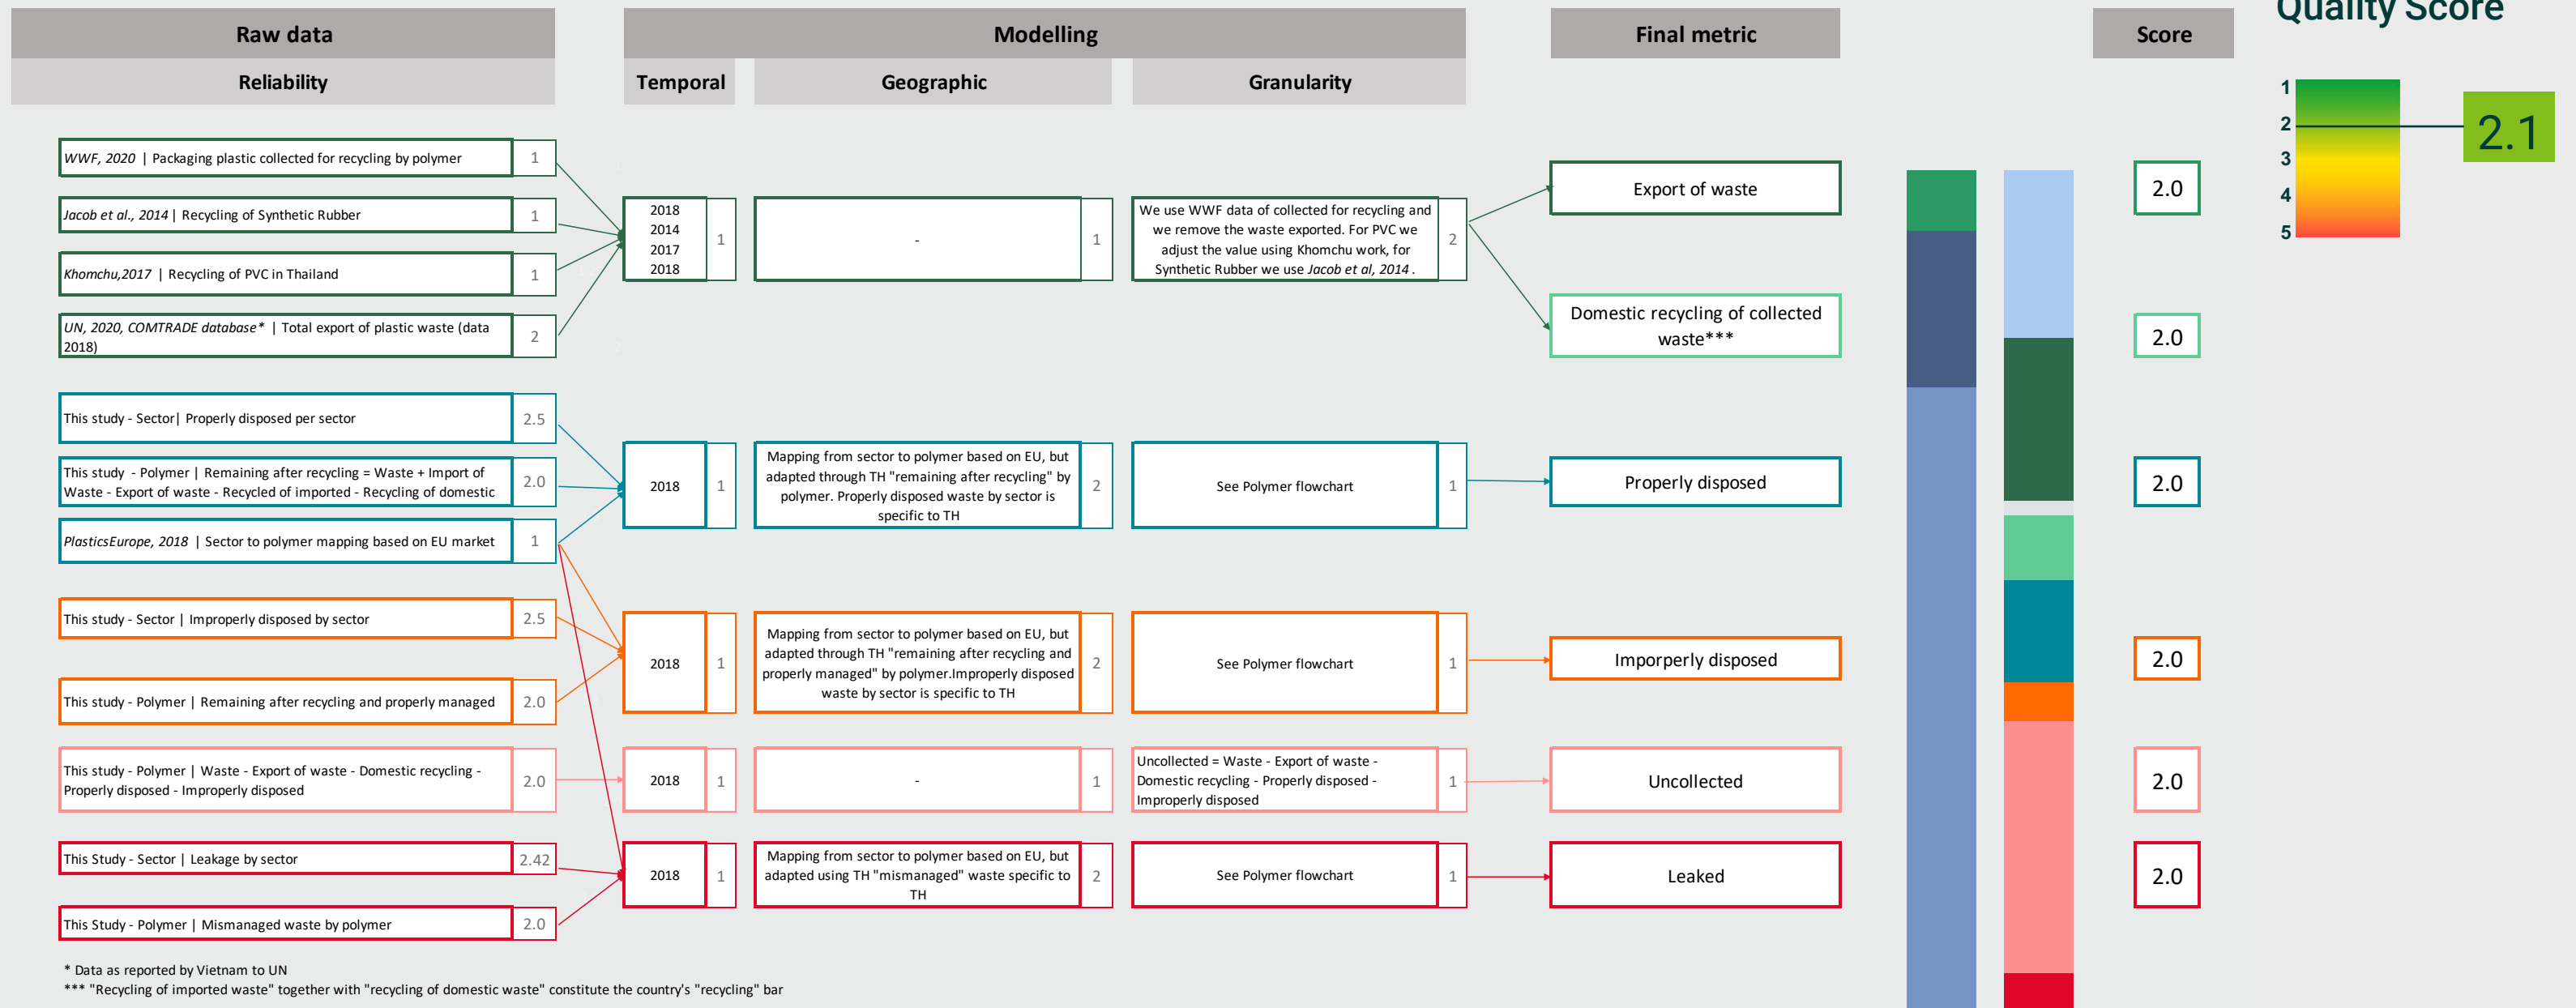 Quality Score
Raw data
Modelling
Final metric
Score
Reliability
Temporal
Geographic
Granularity
1
2
3
4
5
2.1
WWF, 2020 | Packaging plastic collected for recycling by polymer
1
Jacob et al., 2014 | Recycling of Synthetic Rubber
1
Khomchu,2017 | Recycling of PVC in Thailand
1
UN, 2020, COMTRADE database* | Total export of plastic waste (data
2018)
2
2018
2014
2017
2018
1
-
1
We use WWF data of collected for recycling and
we remove the waste exported. For PVC we
adjust the value using Khomchu work, for
Synthetic Rubber we use Jacob et al, 2014 .
2
Export of waste
2.0
Domestic recycling of collected
waste***
2.0
This study - Sector| Properly disposed per sector
2.5
This study - Polymer | Remaining after recycling = Waste + Import of
Waste - Export of waste - Recycled of imported - Recycling of domestic
2.0
PlasticsEurope, 2018 | Sector to polymer mapping based on EU market
1
2018
1
Mapping from sector to polymer based on EU, but
adapted through TH "remaining after recycling" by
polymer. Properly disposed waste by sector is
specific to TH
2
See Polymer flowchart
1
Properly disposed
2.0
This study - Sector | Improperly disposed by sector
2.5
This study - Polymer | Remaining after recycling and properly managed
2.0
2018
1
Mapping from sector to polymer based on EU, but
adapted through TH "remaining after recycling and
properly managed" by polymer.Improperly disposed
waste by sector is specific to TH
2
See Polymer flowchart
1
Imporperly disposed
2.0
This study - Polymer | Waste - Export of waste - Domestic recycling -
Properly disposed - Improperly disposed
2.0
2018
1
-
1
Uncollected = Waste - Export of waste -
Domestic recycling - Properly disposed -
Improperly disposed
1
Uncollected
2.0
This Study - Sector | Leakage by sector
2.42
This Study - Polymer | Mismanaged waste by polymer
2.0
2018
1
Mapping from sector to polymer based on EU, but
adapted using TH "mismanaged" waste specific to
TH
2
See Polymer flowchart
1
Leaked
2.0
* Data as reported by Vietnam to UN
*** "Recycling of imported waste" together with "recycling of domestic waste" constitute the country's "recycling" bar